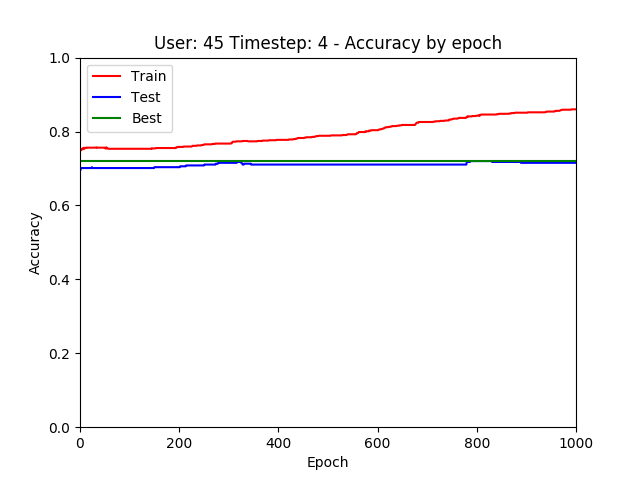 User: 45 Timestep: 4 - Accuracy by epoch
1.0
Train
Test
Best
0.8
0.6
0.4
0.2
0.0
Accuracy
0 200 400 600 800 1000
Epoch